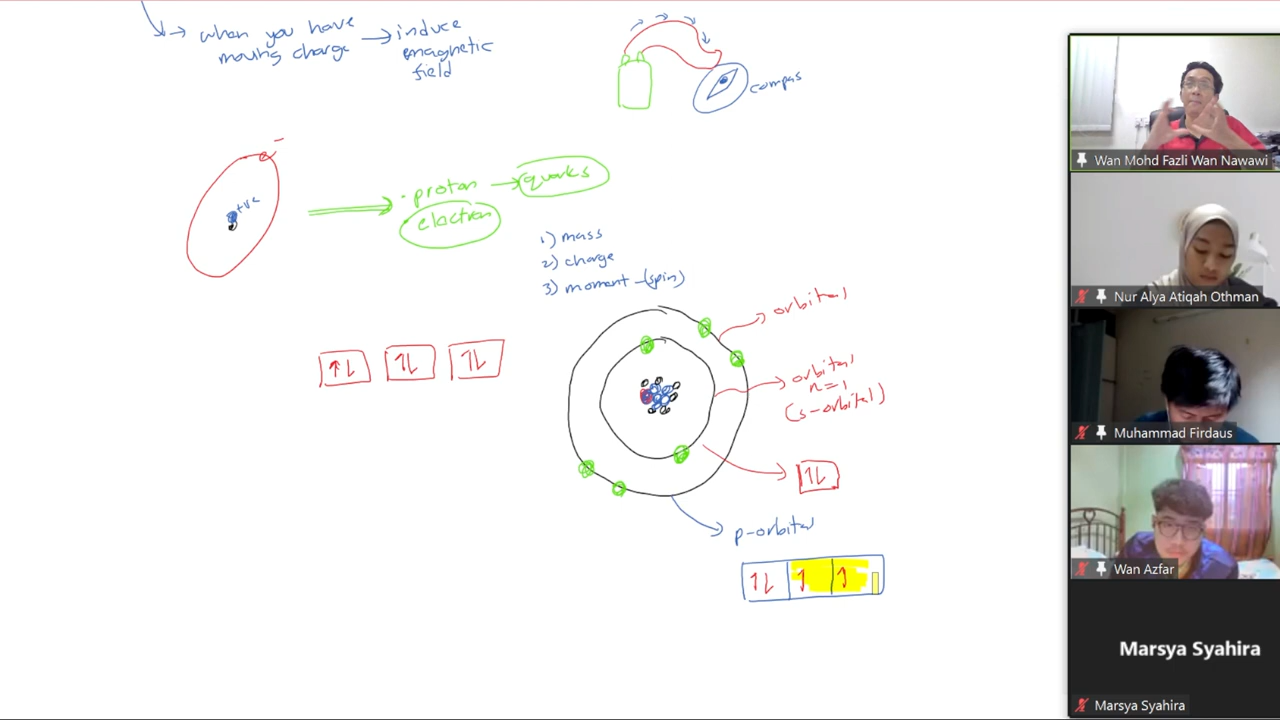 when you have → induce
moving charge magnetic
field
compas
-
+ve
• proton → quarks
electron
1) mass
2) charge
3) moment - (spin)
orbital
orbital
n=1
(s-orbital)
p-orbital
Wan Mohd Fazli Wan Nawawi
Nur Alya Atiqah Othman
Muhammad Firdaus
Wan Azfar
Marsya Syahira
Marsya Syahira